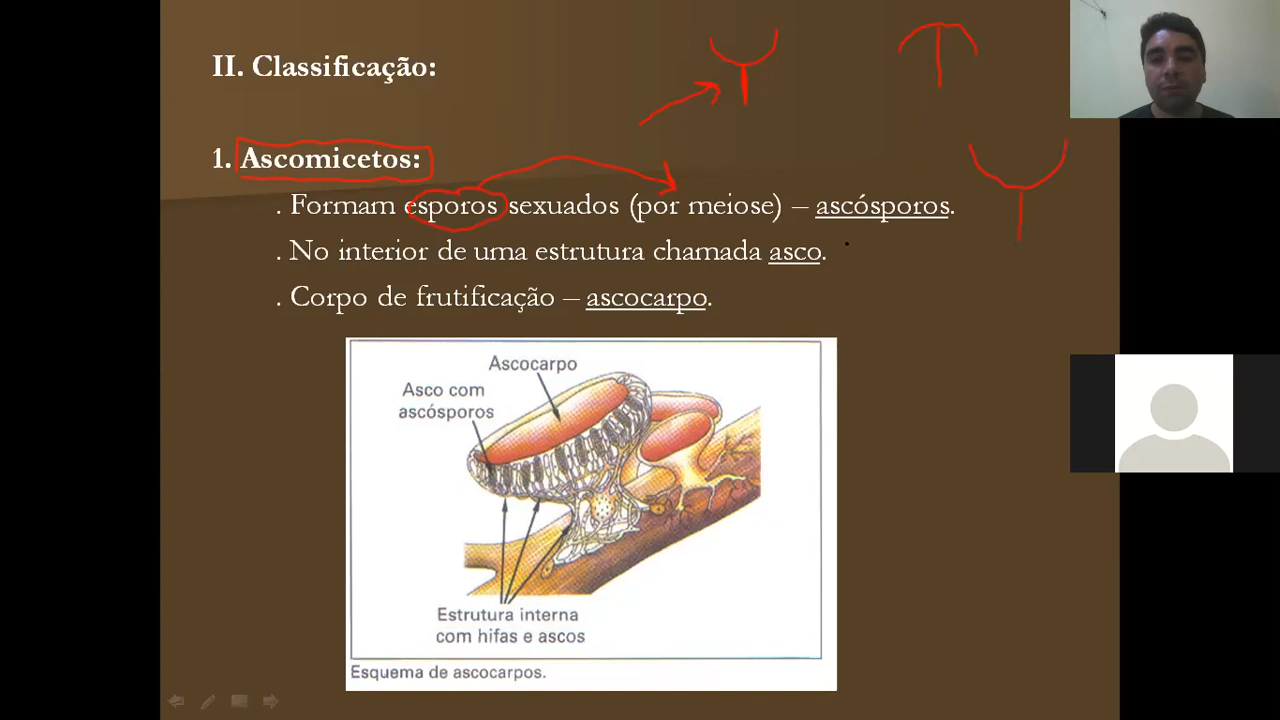 II. Classificação:
1. Ascomicetos:
. Formam esporos sexuados (por meiose) – ascósporos.
. No interior de uma estrutura chamada asco.
. Corpo de frutificação – ascocarpo.
Ascocarpo
Asco com
ascósporos
Estrutura interna
com hifas e ascos
Esquema de ascocarpos.